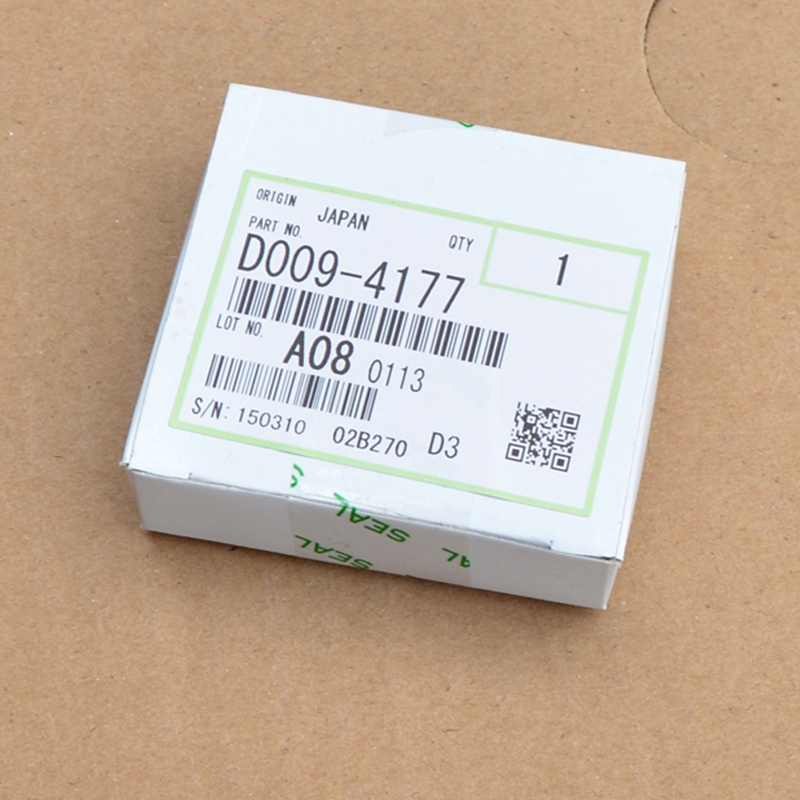 ORIGIN JAPAN
PART NO. QTY 1
D009-4177
LOT NO. A08 0113
S/N: 150310 02B270 D3
SEAL
SEAL